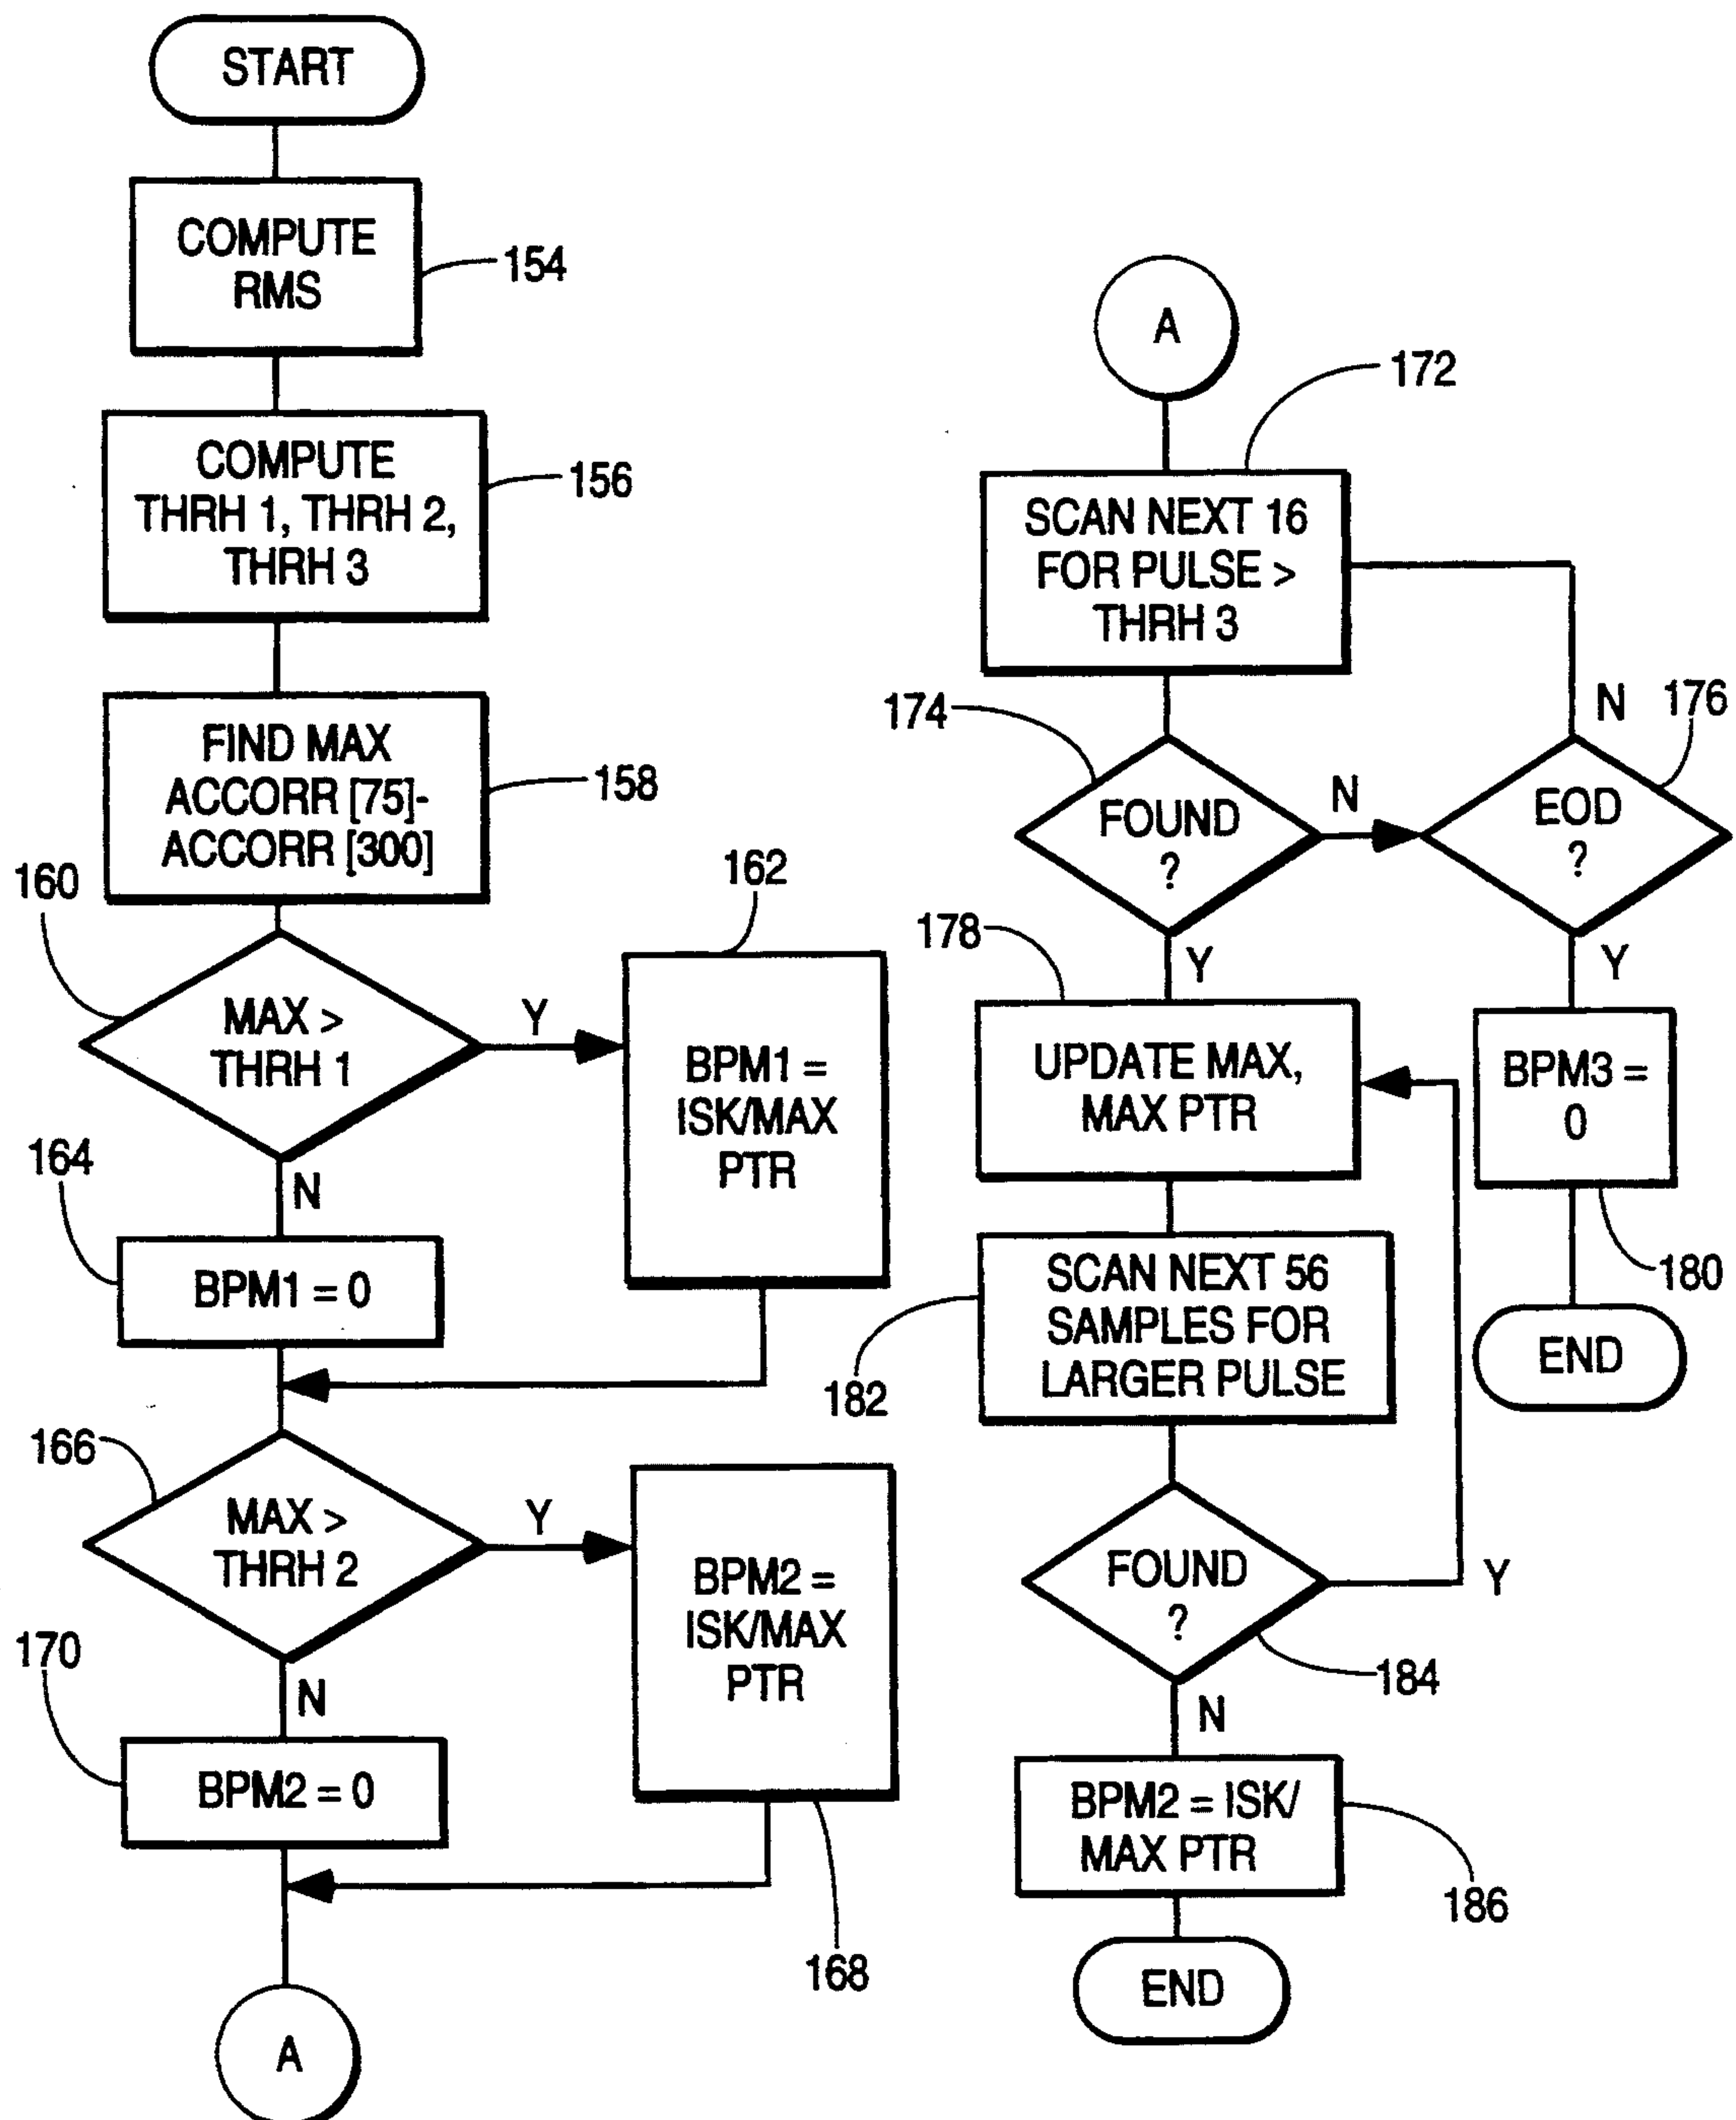 START
COMPUTE
RMS
154
COMPUTE
THRH 1, THRH 2,
THRH 3
156
FIND MAX
ACCORR [75]-
ACCORR [300]
158
160
MAX >
THRH 1
Y
N
162
BPM1 =
ISK/MAX
PTR
164
BPM1 = 0
166
MAX >
THRH 2
Y
N
BPM2 =
ISK/MAX
PTR
168
170
BPM2 = 0
A
A
172
SCAN NEXT 16
FOR PULSE >
THRH 3
174
FOUND
?
N
Y
N
176
EOD
?
Y
178
UPDATE MAX,
MAX PTR
BPM3 =
0
180
END
182
SCAN NEXT 56
SAMPLES FOR
LARGER PULSE
FOUND
?
Y
184
N
BPM2 = ISK/
MAX PTR
186
END